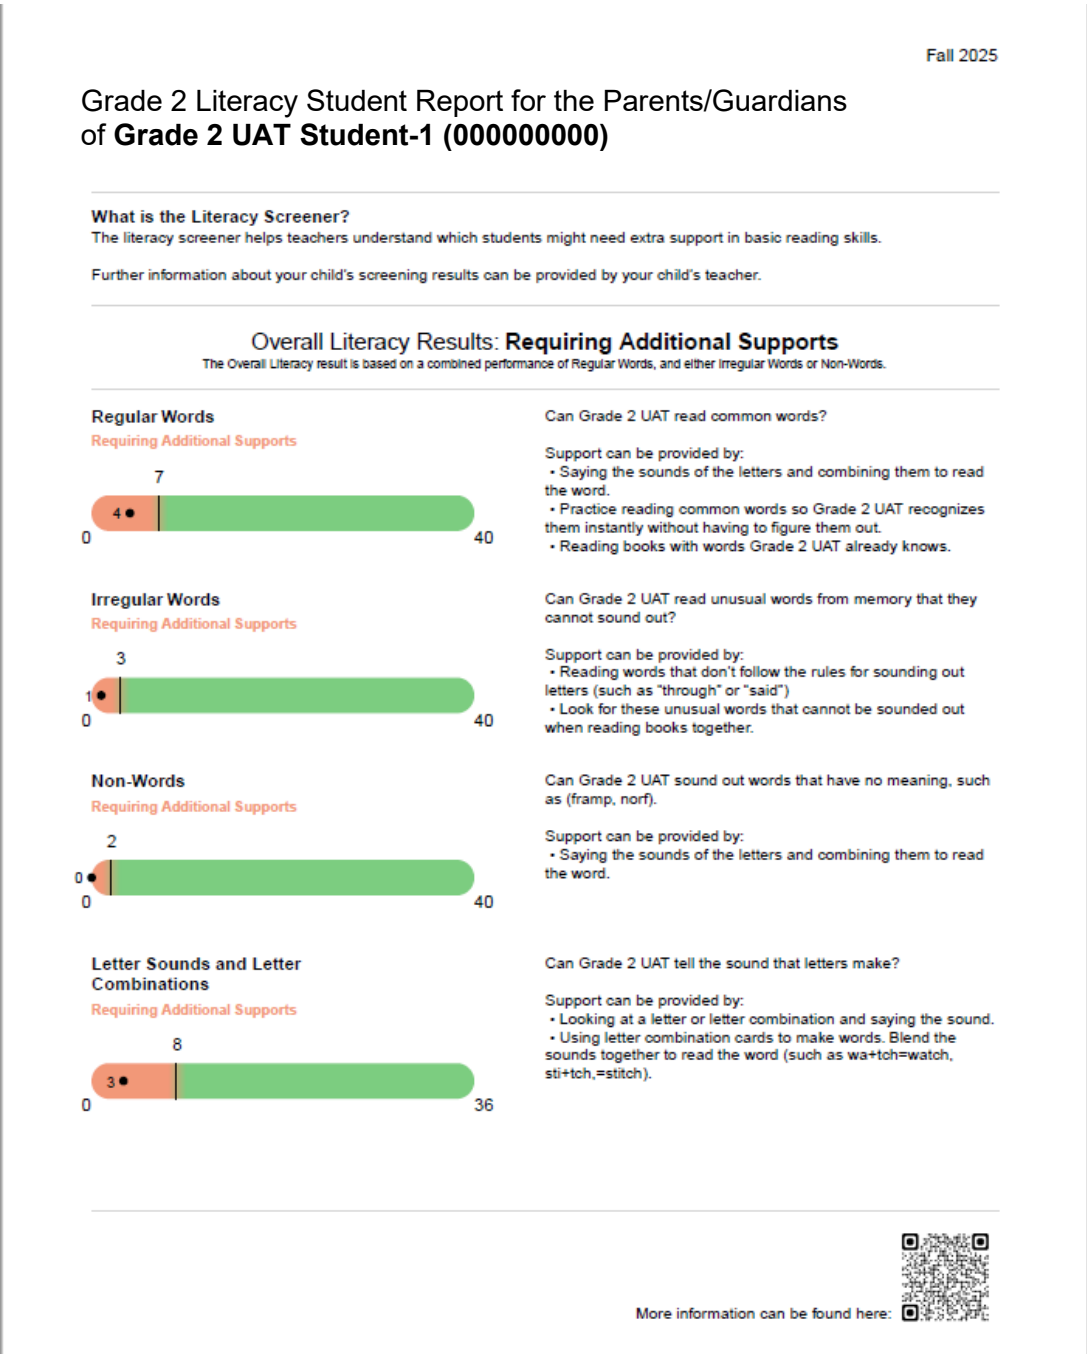 Fall 2025
Grade 2 Literacy Student Report for the Parents/Guardians
of Grade 2 UAT Student-1 (000000000)
What is the Literacy Screener?
The literacy screener helps teachers understand which students might need extra support in basic reading skills.
Further information about your child's screening results can be provided by your child's teacher.
Overall Literacy Results: Requiring Additional Supports
The Overall Literacy result is based on a combined performance of Regular Words, and either Irregular Words or Non-Words.
Regular Words
Requiring Additional Supports
7
4
0
40
Can Grade 2 UAT read common words?
Support can be provided by:
• Saying the sounds of the letters and combining them to read
the word.
• Practice reading common words so Grade 2 UAT recognizes
them instantly without having to figure them out.
• Reading books with words Grade 2 UAT already knows.
Irregular Words
Requiring Additional Supports
3
1
0
40
Can Grade 2 UAT read unusual words from memory that they
cannot sound out?
Support can be provided by:
• Reading words that don't follow the rules for sounding out
letters (such as "through" or "said")
• Look for these unusual words that cannot be sounded out
when reading books together.
Non-Words
Requiring Additional Supports
2
0
0
40
Can Grade 2 UAT sound out words that have no meaning, such
as (framp, norf).
Support can be provided by:
• Saying the sounds of the letters and combining them to read
the word.
Letter Sounds and Letter
Combinations
Requiring Additional Supports
8
3
0
36
Can Grade 2 UAT tell the sound that letters make?
Support can be provided by:
• Looking at a letter or letter combination and saying the sound.
• Using letter combination cards to make words. Blend the
sounds together to read the word (such as wa+tch=watch,
sti+tch,=stitch).
More information can be found here: